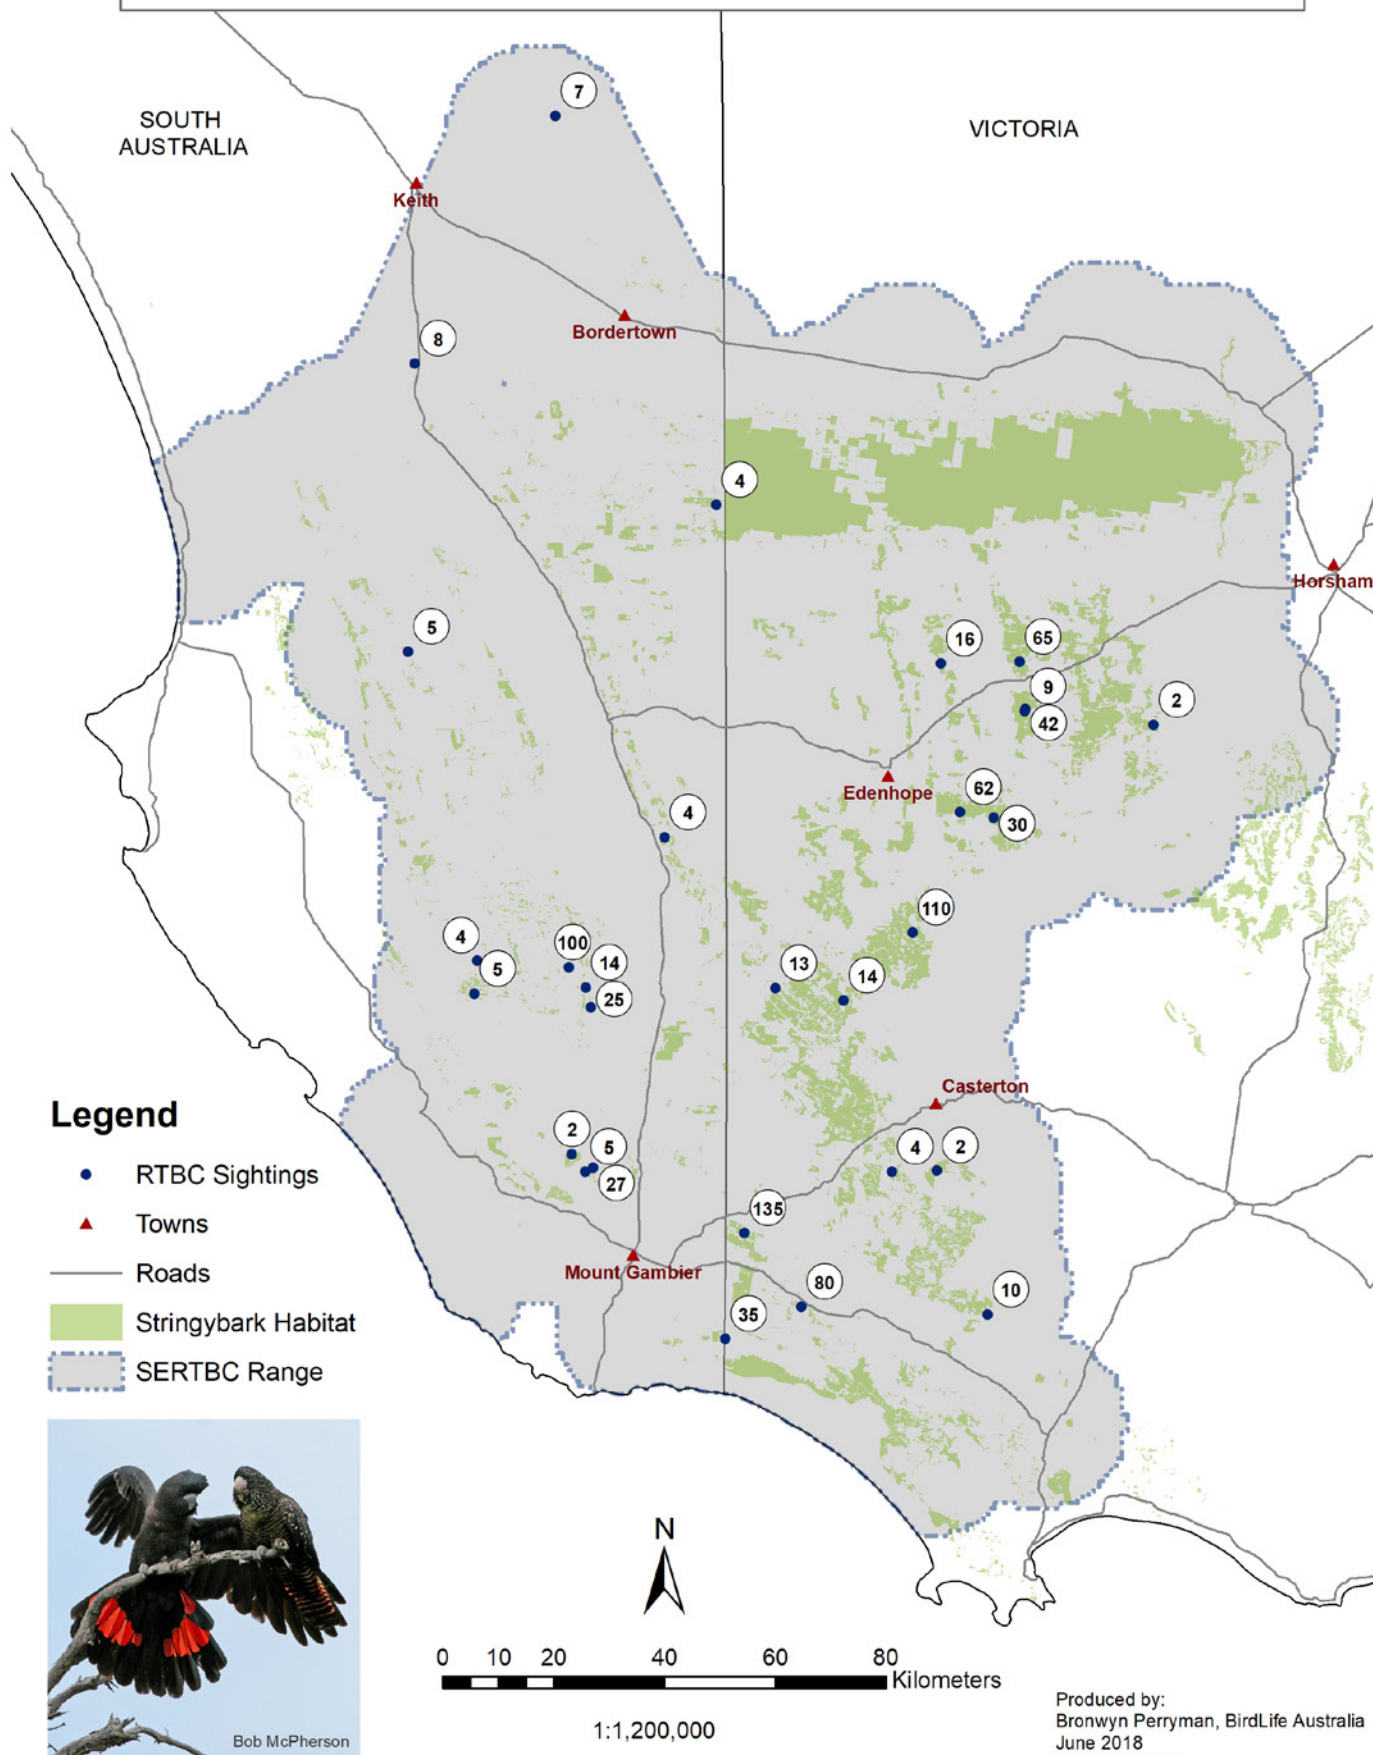 7
SOUTH
AUSTRALIA
VICTORIA
Keith
Bordertown
8
4
Horsham
5
16
65
9
42
2
Edenhope
62
30
4
110
4
5
100
14
25
13
14
Casterton
Legend
RTBC Sightings
Towns
Roads
Stringybark Habitat
SERTBC Range
2
5
27
4
2
135
Mount Gambier
80
35
10
N
0 10 20 40 60 80
Kilometers
1:1,200,000
Bob McPherson
Produced by:
Bronwyn Perryman, BirdLife Australia
June 2018